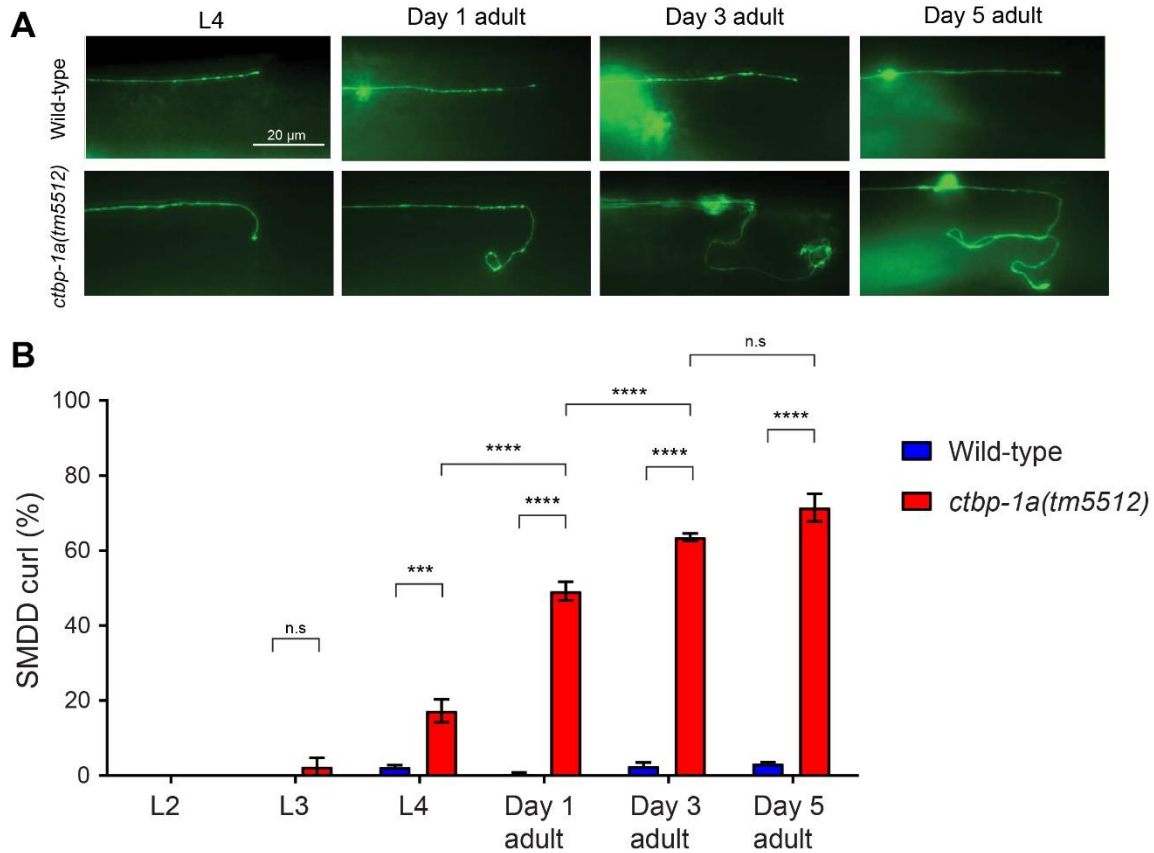 A
L4
Day 1 adult
Day 3 adult
Day 5 adult
Wild-type
20 µm
ctbp-1a(tm5512)
B
SMDD curl (%)
100
80
60
40
20
0
n.s
***
****
****
****
****
n.s
****
Wild-type
ctbp-1a(tm5512)
L2
L3
L4
Day 1
adult
Day 3
adult
Day 5
adult